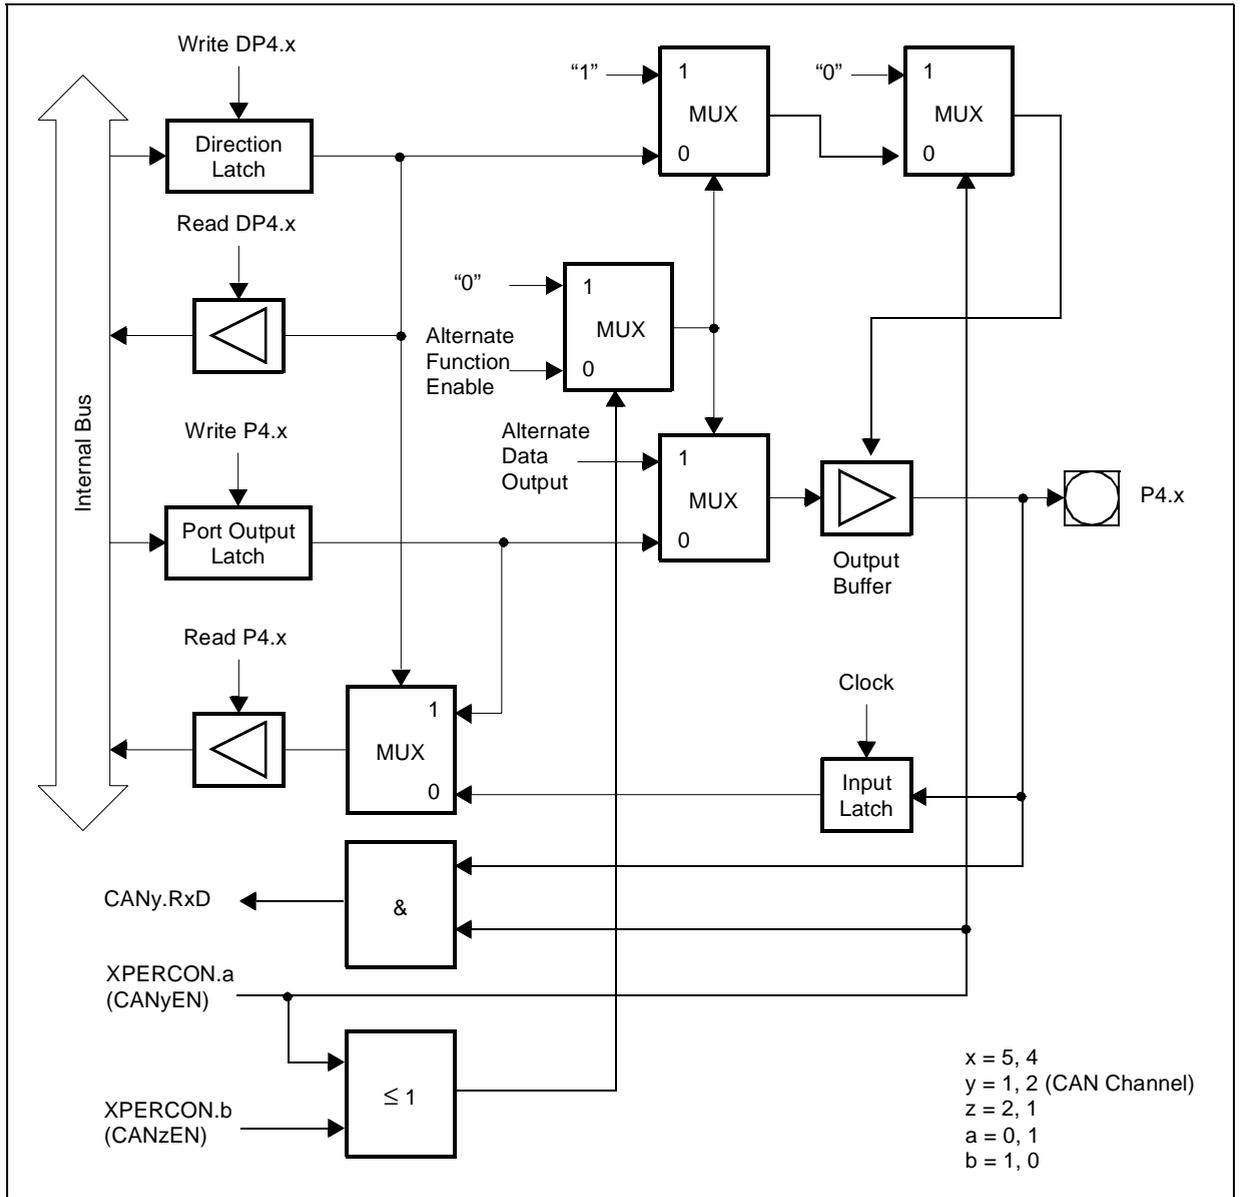 Write DP4.x
Direction
Latch
Read DP4.x
Internal Bus
Write P4.x
Port Output
Latch
Read P4.x
“1”
1
MUX
0
“0”
1
MUX
0
“0”
1
MUX
0
Alternate
Function
Enable
Alternate
Data
Output
1
MUX
0
Output
Buffer
P4.x
1
MUX
0
Clock
Input
Latch
CANy.RxD
&
XPERCON.a
(CANyEN)
≤ 1
XPERCON.b
(CANzEN)
x = 5, 4
y = 1, 2 (CAN Channel)
z = 2, 1
a = 0, 1
b = 1, 0